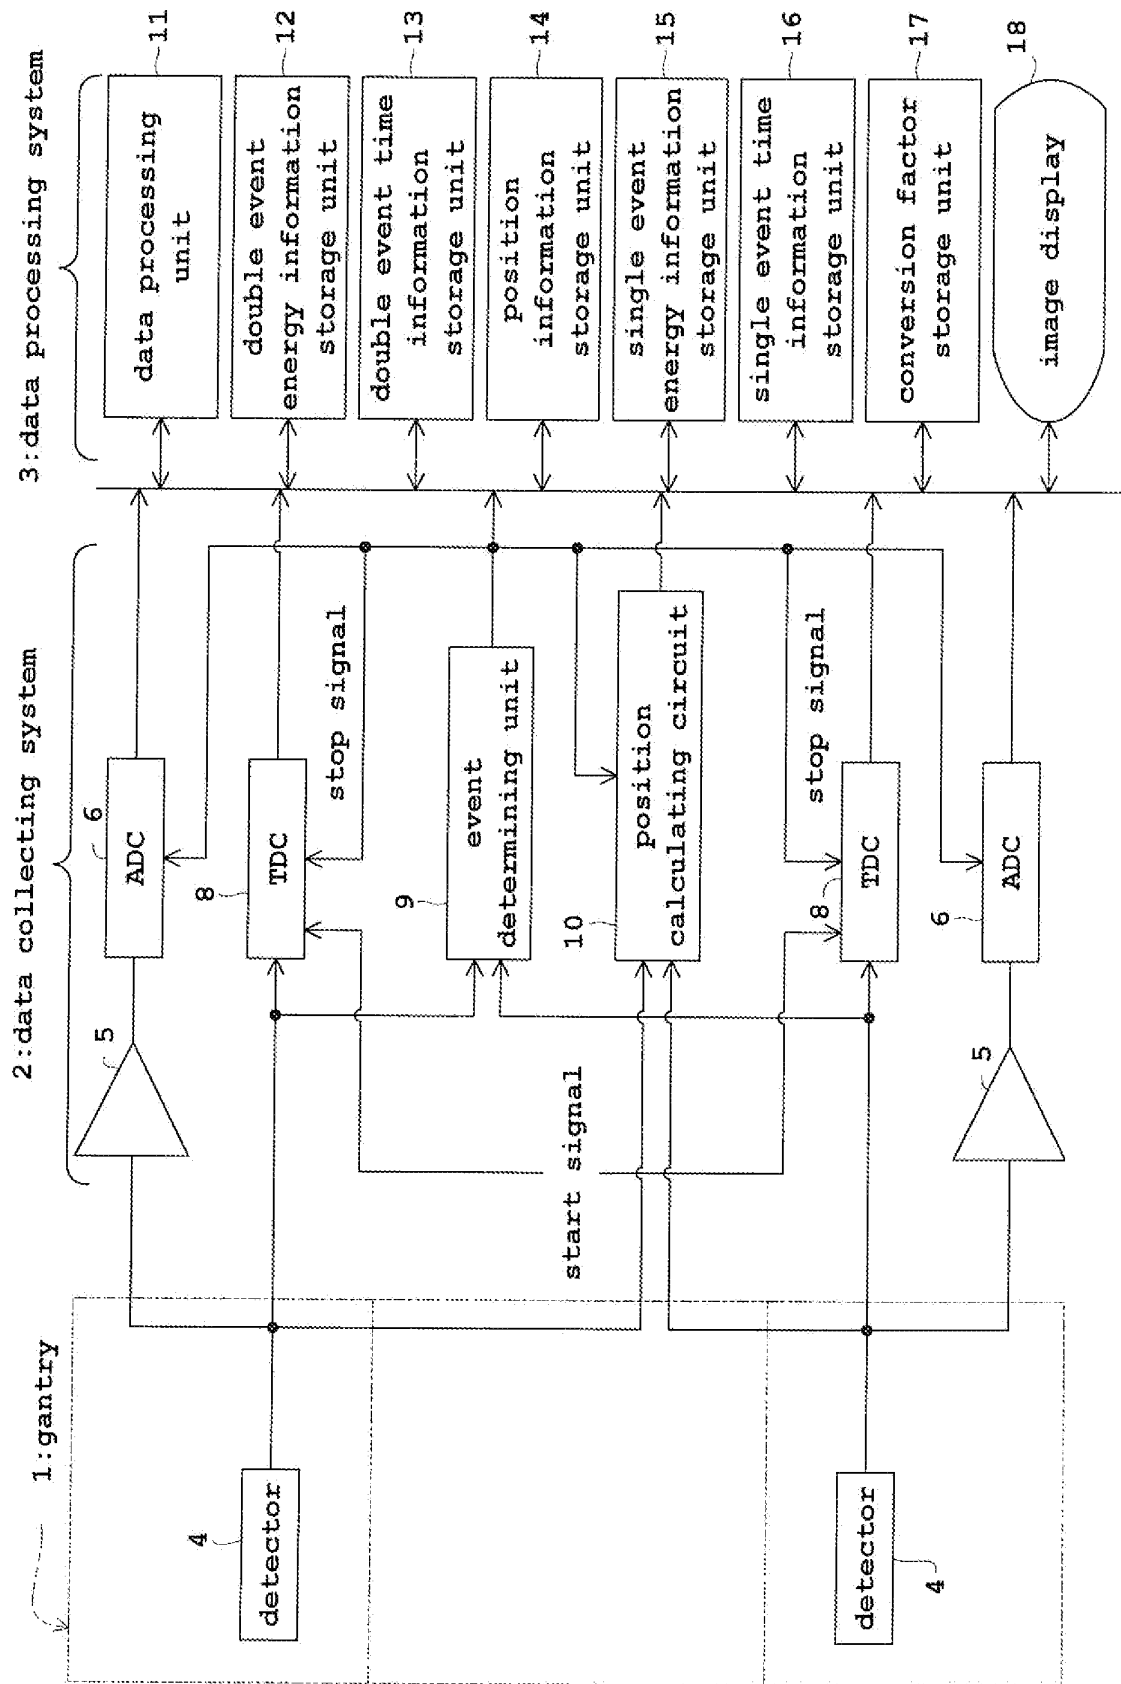 1:gantry
2:data collecting system
3:data processing system
4
detector
4
detector
5
5
6
ADC
8
TDC
stop signal
9
event
determining unit
10
position
calculating circuit
start signal
stop signal
8
TDC
6
ADC
11
data processing
unit
12
double event
energy information
storage unit
13
double event time
information
storage unit
14
position
information
storage unit
15
single event
energy information
storage unit
16
single event time
information
storage unit
17
conversion factor
storage unit
18
image display